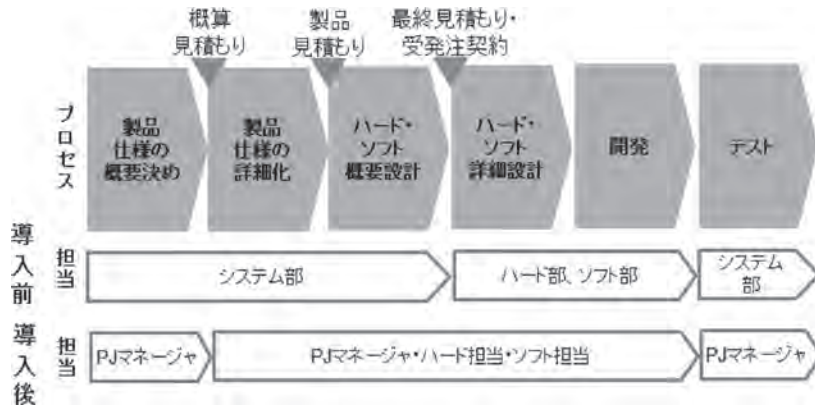 概算
見積もり
製品
見積もり
最終見積もり・
受発注契約
プロセス
製品
仕様の
概要決め
製品
仕様の
詳細化
ハード・
ソフト
概要設計
ハード・
ソフト
詳細設計
開発
テスト
導入前
担当
システム部
ハード部、ソフト部
システム
部
導入後
担当
PJマネージャ
PJマネージャ・ハード担当・ソフト担当
PJマネージャ